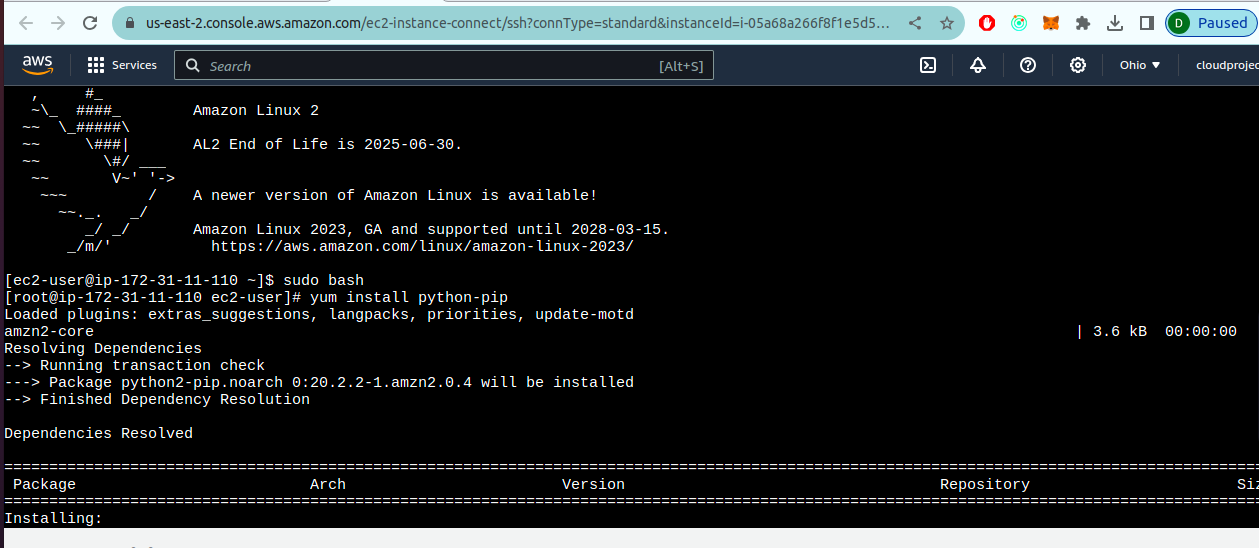 us-east-2.console.aws.amazon.com/ec2-instance-connect/ssh?connType=standard&instanceId=i-05a68a266f8f1e5d5...
D Paused
aws Services Search [Alt+S] Ohio cloudprojec
, #_
~\_ ####_ Amazon Linux 2
~~ \_#####\
~~ \###| AL2 End of Life is 2025-06-30.
~~ \#/ ___
~~ V~' '->
~~~ / A newer version of Amazon Linux is available!
~~._. _/
_/ _/ Amazon Linux 2023, GA and supported until 2028-03-15.
_/m/' https://aws.amazon.com/linux/amazon-linux-2023/
[ec2-user@ip-172-31-11-110 ~]$ sudo bash
[root@ip-172-31-11-110 ec2-user]# yum install python-pip
Loaded plugins: extras_suggestions, langpacks, priorities, update-motd
amzn2-core | 3.6 kB 00:00:00
Resolving Dependencies
--> Running transaction check
---> Package python2-pip.noarch 0:20.2.2-1.amzn2.0.4 will be installed
--> Finished Dependency Resolution
Dependencies Resolved
================================================================================
Package Arch Version Repository Siz
================================================================================
Installing: